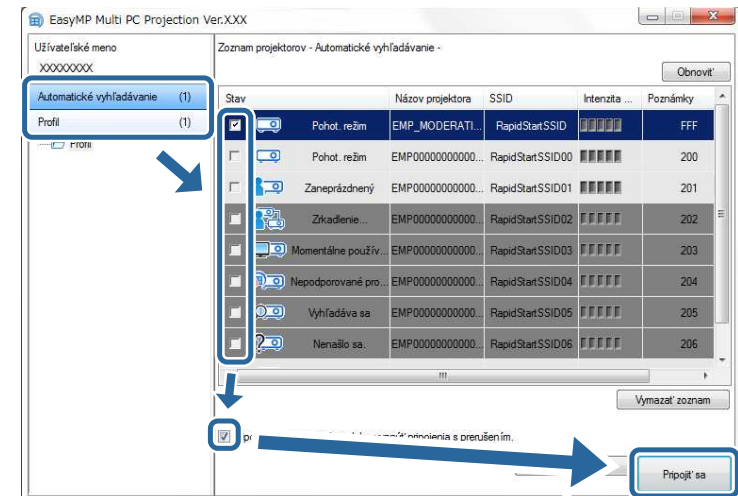 EasyMP Multi PC Projection Ver.XXX
Užívateľské meno
XXXXXXXX
Automatické vyhľadávanie (1)
Profil (1)
Profil
Zoznam projektorov - Automatické vyhľadávanie -
Obnoviť
Stav Názov projektora SSID Intenzita ... Poznámky
Pohot. režim EMP_MODERATI... RapidStartSSID FFF
Pohot. režim EMP00000000000... RapidStartSSID00 200
Zaneprázdnený EMP00000000000... RapidStartSSID01 201
Zrkadlenie... EMP00000000000... RapidStartSSID02 202
Momentálne použív... EMP00000000000... RapidStartSSID03 203
Nepodporované pro... EMP00000000000... RapidStartSSID04 204
Vyhľadáva sa EMP00000000000... RapidStartSSID05 205
Nenašlo sa. EMP00000000000... RapidStartSSID06 206
Vymazať zoznam
pripojenia s prerušením.
Pripojiť sa